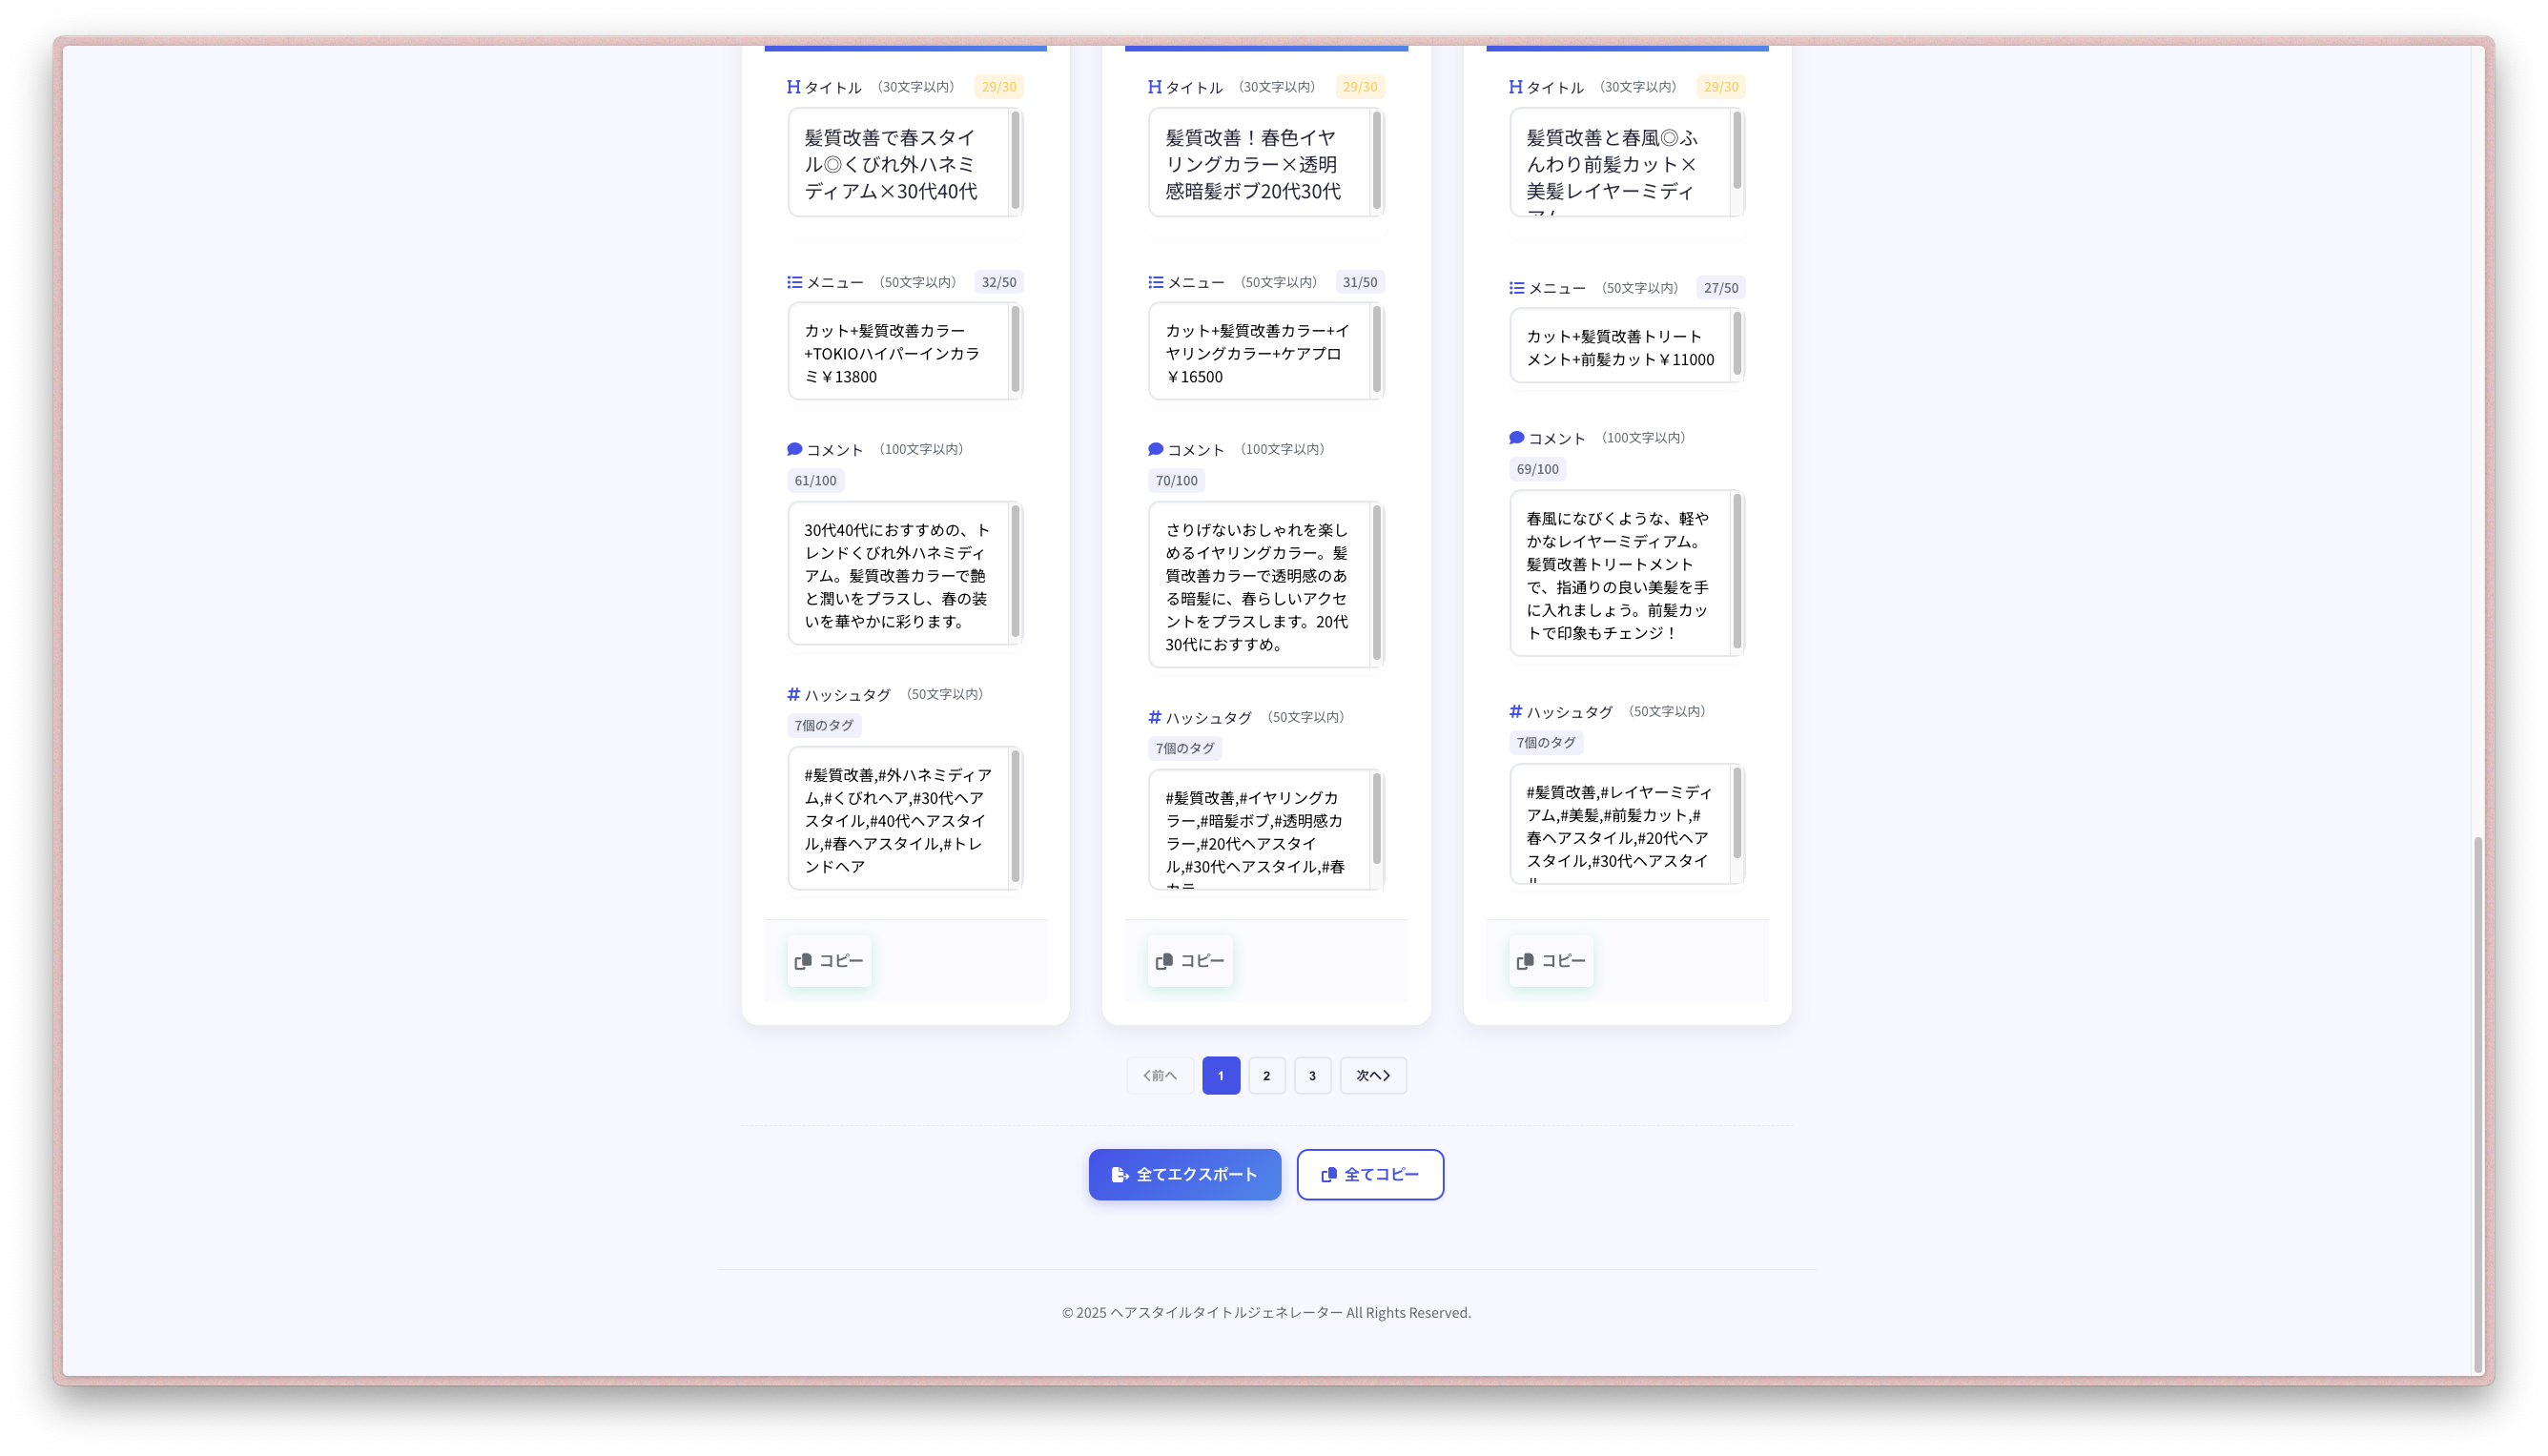 タイトル （30文字以内） 29/30
髪質改善で春スタイ
ル◎くびれ外ハネミ
ディアム×30代40代
メニュー （50文字以内） 32/50
カット+髪質改善カラー
+TOKIOハイパーインカラ
ミ￥13800
コメント （100文字以内）
61/100
30代40代におすすめの、ト
レンドくびれ外ハネミディ
アム。髪質改善カラーで艶
と潤いをプラスし、春の装
いを華やかに彩ります。
# ハッシュタグ （50文字以内）
7個のタグ
#髪質改善,#外ハネミディア
ム,#くびれヘア,#30代ヘア
スタイル,#40代ヘアスタイ
ル,#春ヘアスタイル,#トレ
ンドヘア
コピー
タイトル （30文字以内） 29/30
髪質改善！春色イヤ
リングカラー×透明
感暗髪ボブ20代30代
メニュー （50文字以内） 31/50
カット+髪質改善カラー+イ
ヤリングカラー+ケアプロ
￥16500
コメント （100文字以内）
70/100
さりげないおしゃれを楽し
めるイヤリングカラー。髪
質改善カラーで透明感のあ
る暗髪に、春らしいアクセ
ントをプラスします。20代
30代におすすめ。
# ハッシュタグ （50文字以内）
7個のタグ
#髪質改善,#イヤリングカ
ラー,#暗髪ボブ,#透明感カ
ラー,#20代ヘアスタイ
ル,#30代ヘアスタイル,#春
カラ
コピー
タイトル （30文字以内） 29/30
髪質改善と春風◎ふ
んわり前髪カット×
美髪レイヤーミディ
アム
メニュー （50文字以内） 27/50
カット+髪質改善トリート
メント+前髪カット￥11000
コメント （100文字以内）
69/100
春風になびくような、軽や
かなレイヤーミディアム。
髪質改善トリートメント
で、指通りの良い美髪を手
に入れましょう。前髪カッ
トで印象もチェンジ！
# ハッシュタグ （50文字以内）
7個のタグ
#髪質改善,#レイヤーミディ
アム,#美髪,#前髪カット,#
春ヘアスタイル,#20代ヘア
スタイル,#30代ヘアスタイ
ル
コピー
前へ 1 2 3 次へ
全てエクスポート 全てコピー
© 2025 ヘアスタイルタイトルジェネレーター All Rights Reserved.